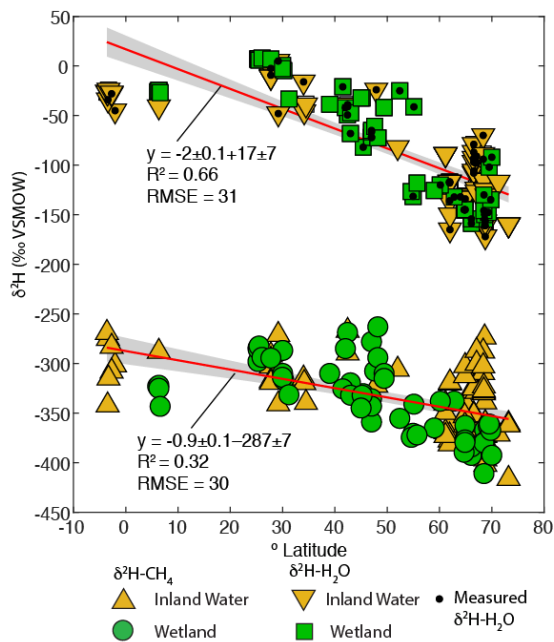 50
0
-50
-100
-150
-200
-250
-300
-350
-400
-450
δ²H (‰ VSMOW)
y = -2±0.1+17±7
R² = 0.66
RMSE = 31
y = -0.9±0.1−287±7
R² = 0.32
RMSE = 30
-10 0 10 20 30 40 50 60 70 80
º Latitude
δ²H-CH₄ δ²H-H₂O
Inland Water Inland Water Measured
Wetland Wetland δ²H-H₂O